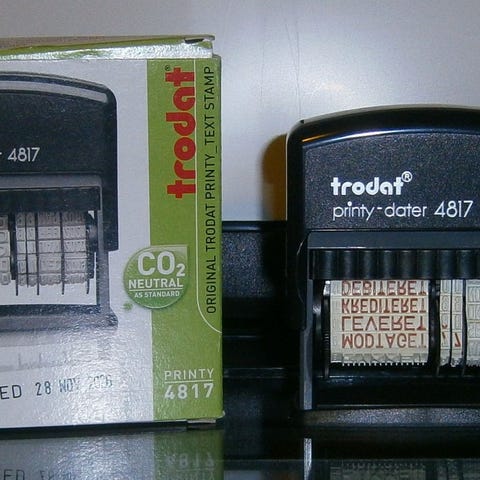 4817
trodat
ORIGINAL TRODAT PRINTY_TEXT STAMP
CO2
NEUTRAL
AS STANDARD
PRINTY
4817
ED 28 NOV
trodat®
printy-dater 4817
DEBITERET
KREDITERET
LEVERET
MODTAGET